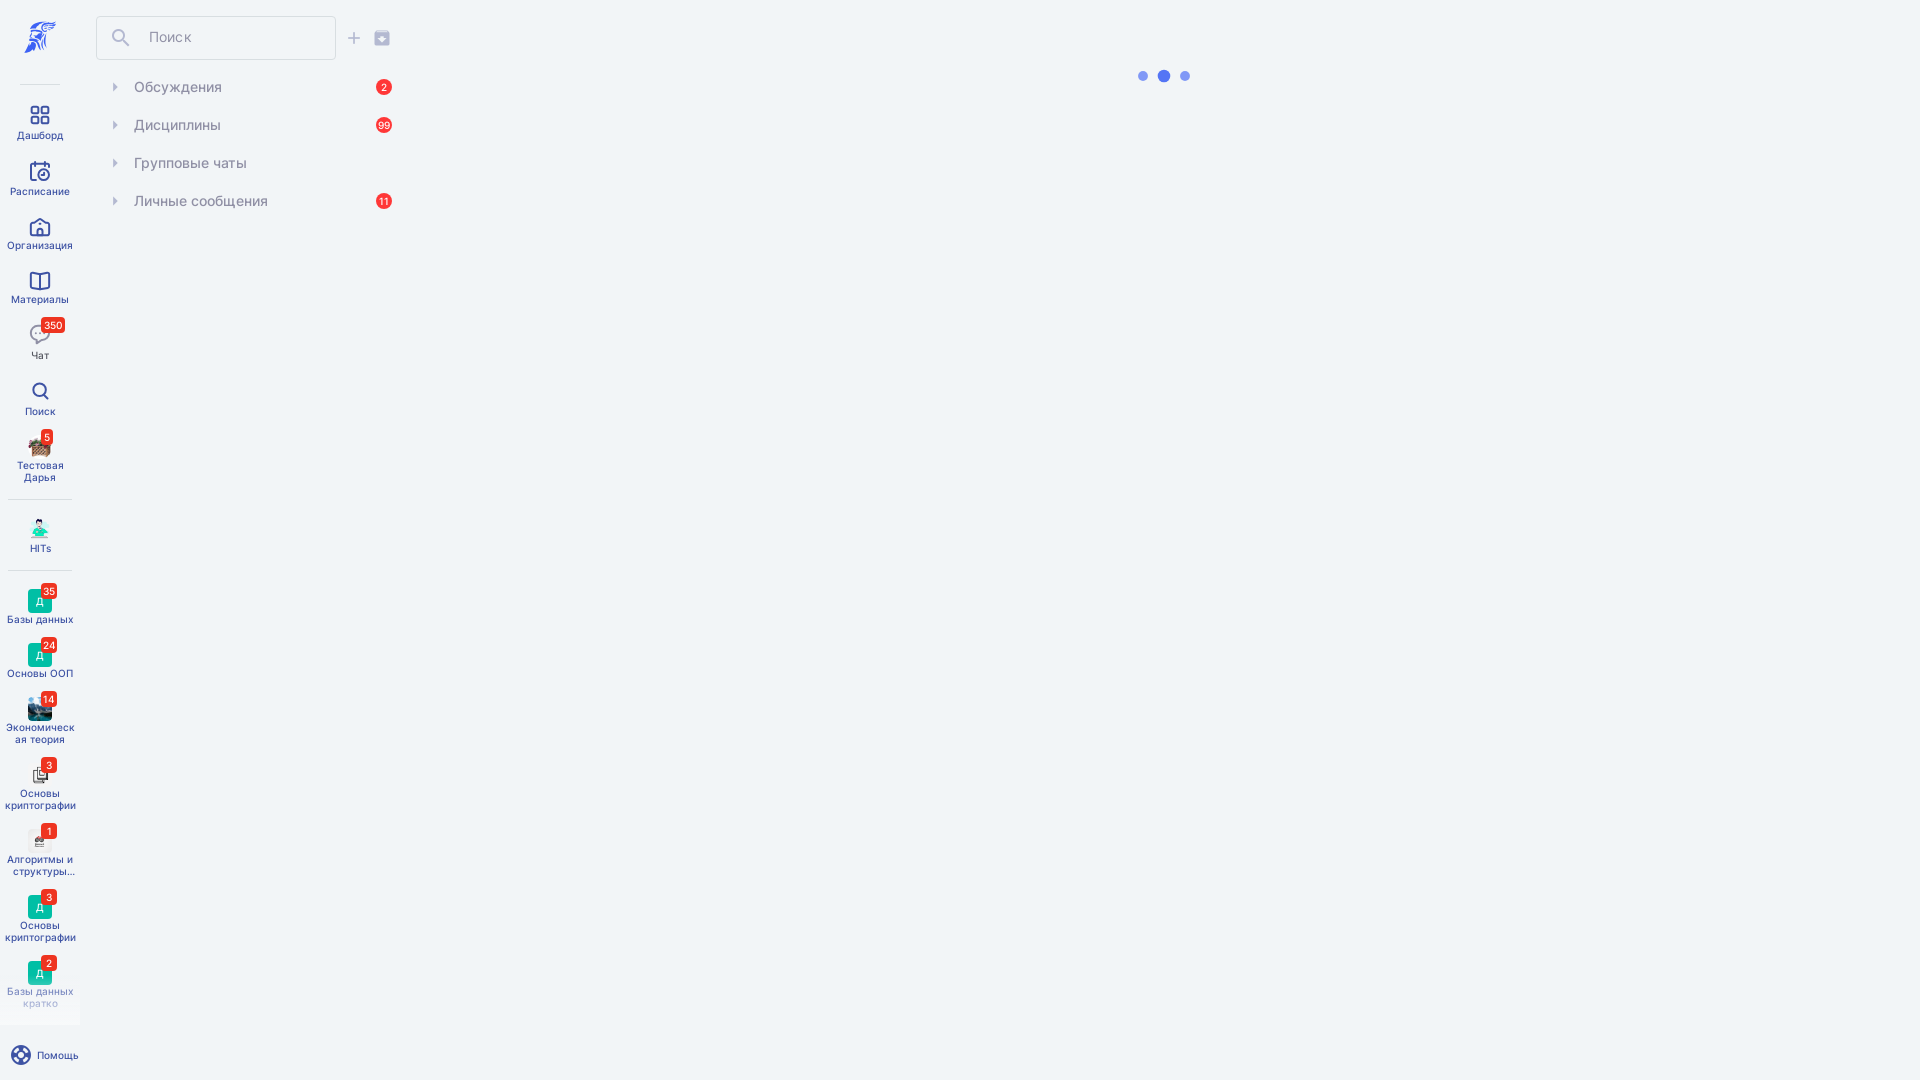 Поиск
Обсуждения
2
Дисциплины
99
Групповые чаты
Личные сообщения
11
Дашборд
Расписание
Организация
Материалы
350
Чат
Поиск
5
Тестовая
Дарья
HITs
35
Д
Базы данных
24
Д
Основы ООП
14
Экономическ
ая теория
3
Основы
криптографии
1
Алгоритмы и
структуры...
3
Д
Основы
криптографии
2
Д
Базы данных
кратко
Помощь